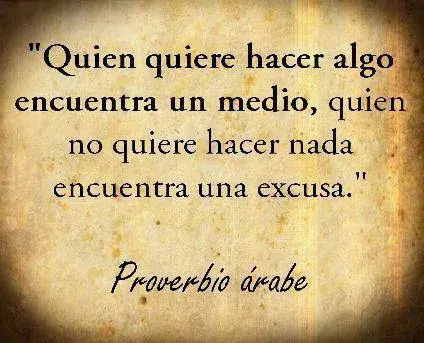 "Quien quiere hacer algo
encuentra un medio, quien
no quiere hacer nada
encuentra una excusa."
Proverbio árabe